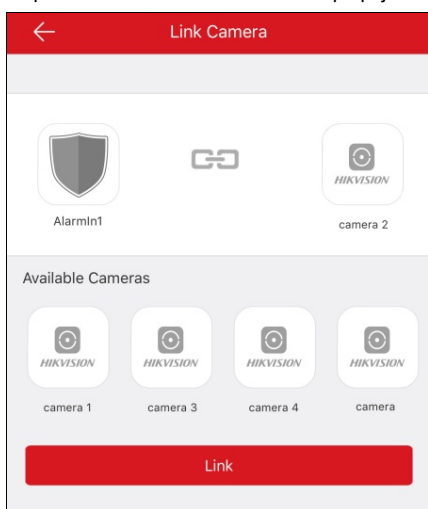 Link Camera
HIKVISION
AlarmIn1
camera 2
Available Cameras
HIKVISION HIKVISION HIKVISION HIKVISION
camera 1 camera 3 camera 4 camera
Link